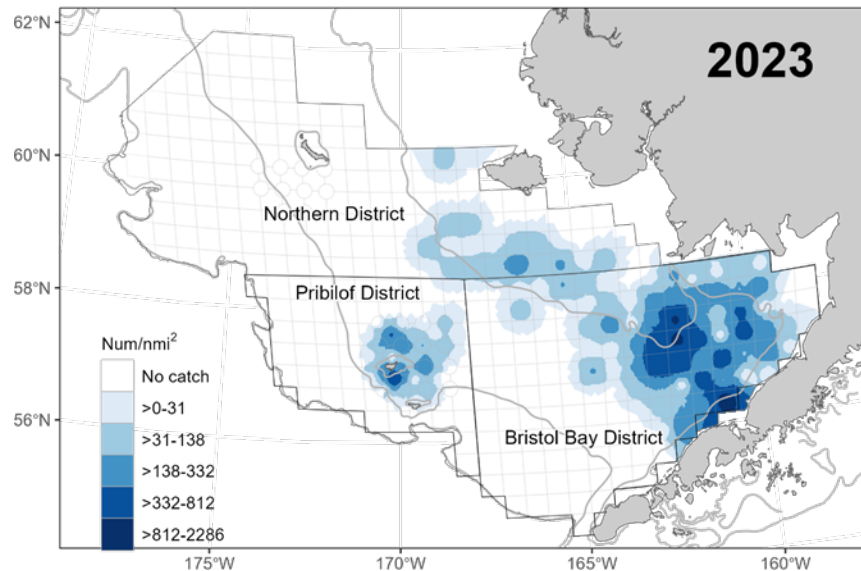 2023
62°N
60°N
58°N
56°N
Northern District
Pribilof District
Bristol Bay District
Num/nmi²
No catch
>0-31
>31-138
>138-332
>332-812
>812-2286
175°W
170°W
165°W
160°W